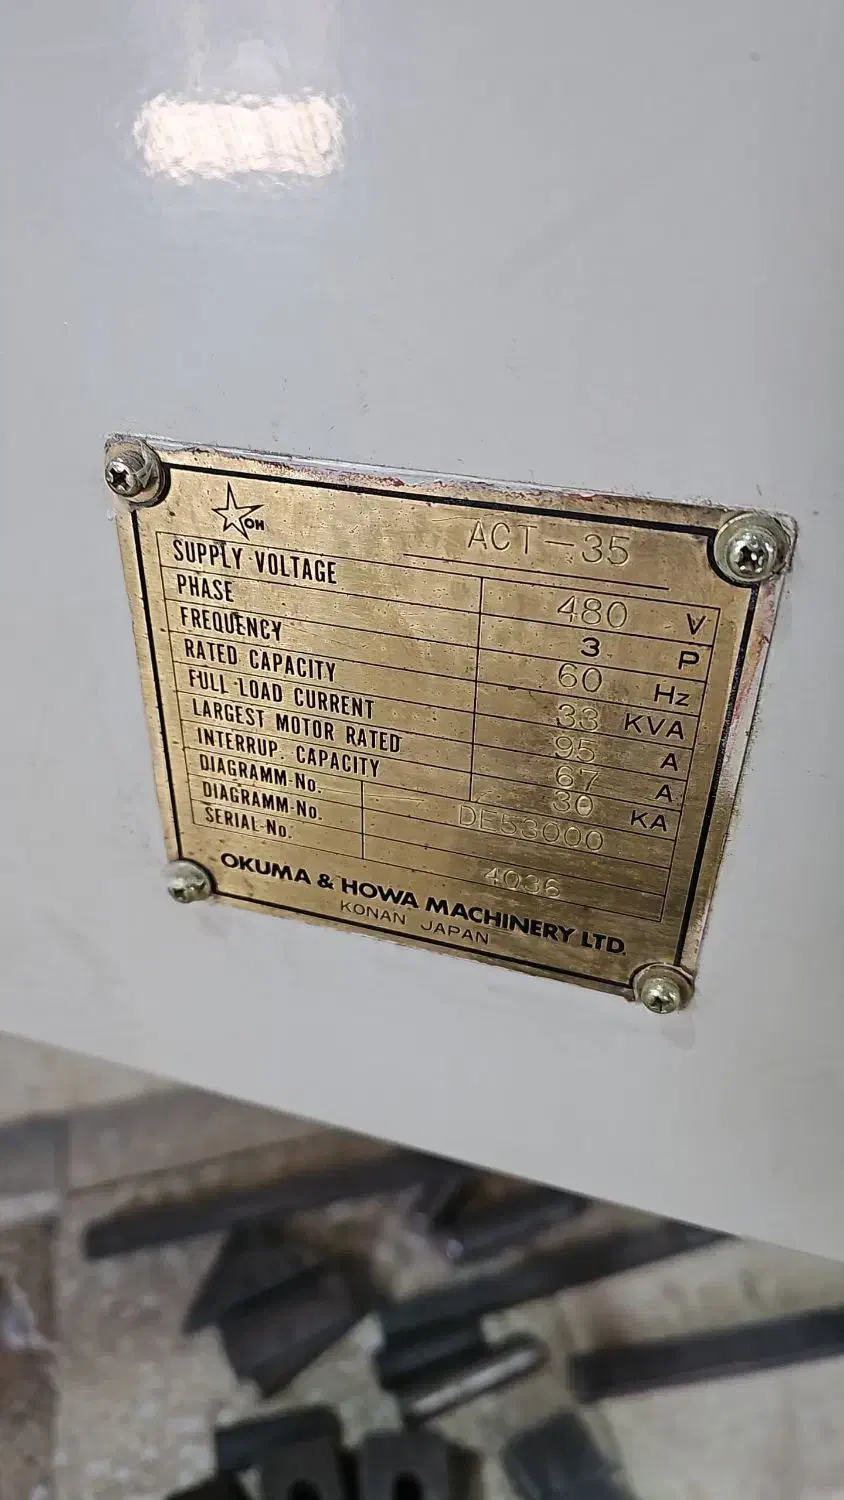 OH
ACT-35
SUPPLY VOLTAGE 480 V
PHASE 3 P
FREQUENCY 60 Hz
RATED CAPACITY 33 KVA
FULL-LOAD CURRENT 95 A
LARGEST MOTOR RATED 67 A
INTERRUP. CAPACITY 30 KA
DIAGRAMM-No. DE53000
DIAGRAMM-No.
SERIAL-No. 4036
OKUMA & HOWA MACHINERY LTD.
KONAN JAPAN